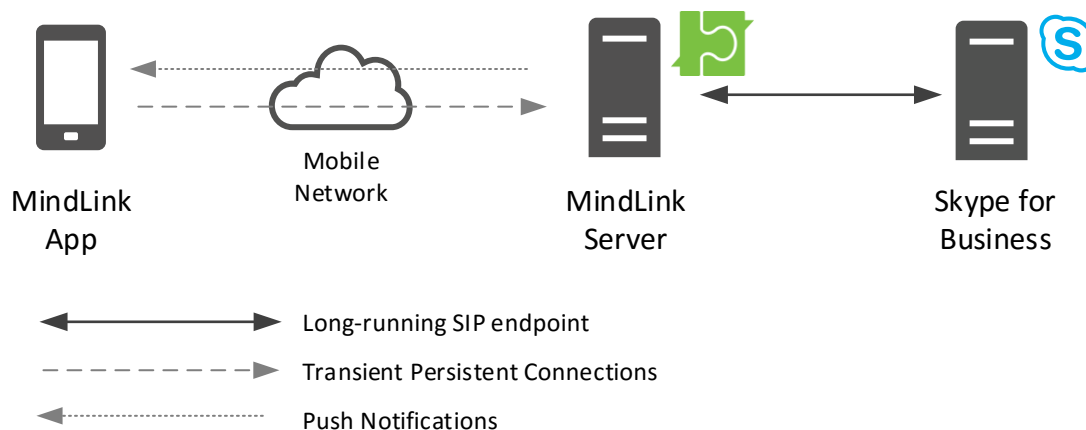 S
Mobile
Network
MindLink
App
MindLink
Server
Skype for
Business
Long-running SIP endpoint
Transient Persistent Connections
Push Notifications